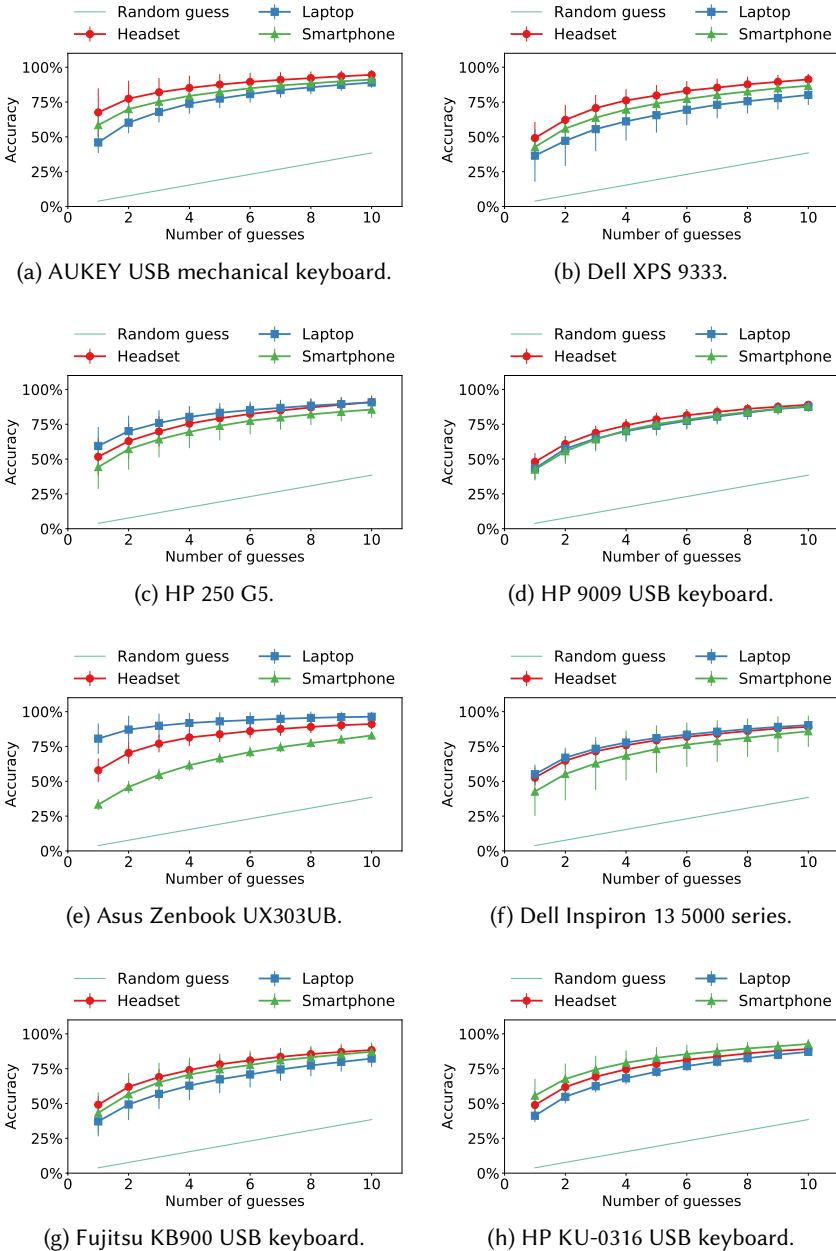 Random guess Laptop
Headset Smartphone
100%
75%
50%
25%
0%
Accuracy
0 2 4 6 8 10
Number of guesses
(a) AUKEY USB mechanical keyboard.
Random guess Laptop
Headset Smartphone
100%
75%
50%
25%
0%
Accuracy
0 2 4 6 8 10
Number of guesses
(b) Dell XPS 9333.
Random guess Laptop
Headset Smartphone
100%
75%
50%
25%
0%
Accuracy
0 2 4 6 8 10
Number of guesses
(c) HP 250 G5.
Random guess Laptop
Headset Smartphone
100%
75%
50%
25%
0%
Accuracy
0 2 4 6 8 10
Number of guesses
(d) HP 9009 USB keyboard.
Random guess Laptop
Headset Smartphone
100%
75%
50%
25%
0%
Accuracy
0 2 4 6 8 10
Number of guesses
(e) Asus Zenbook UX303UB.
Random guess Laptop
Headset Smartphone
100%
75%
50%
25%
0%
Accuracy
0 2 4 6 8 10
Number of guesses
(f) Dell Inspiron 13 5000 series.
Random guess Laptop
Headset Smartphone
100%
75%
50%
25%
0%
Accuracy
0 2 4 6 8 10
Number of guesses
(g) Fujitsu KB900 USB keyboard.
Random guess Laptop
Headset Smartphone
100%
75%
50%
25%
0%
Accuracy
0 2 4 6 8 10
Number of guesses
(h) HP KU-0316 USB keyboard.